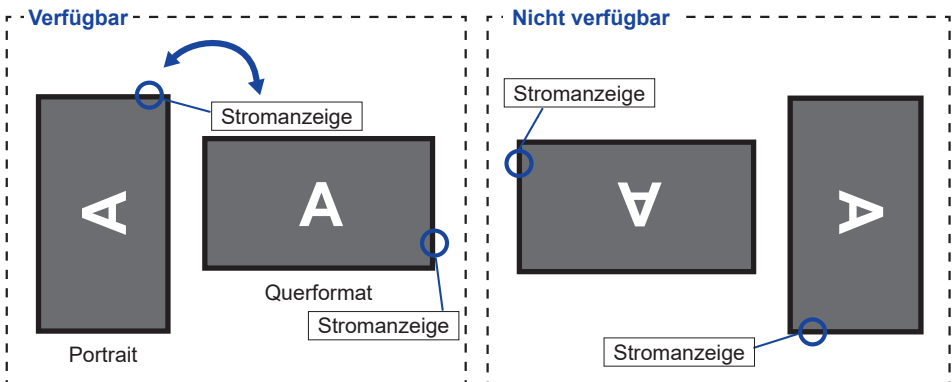 Verfügbar
Stromanzeige
A
A
Querformat
Stromanzeige
Portrait
Nicht verfügbar
Stromanzeige
A
A
Stromanzeige